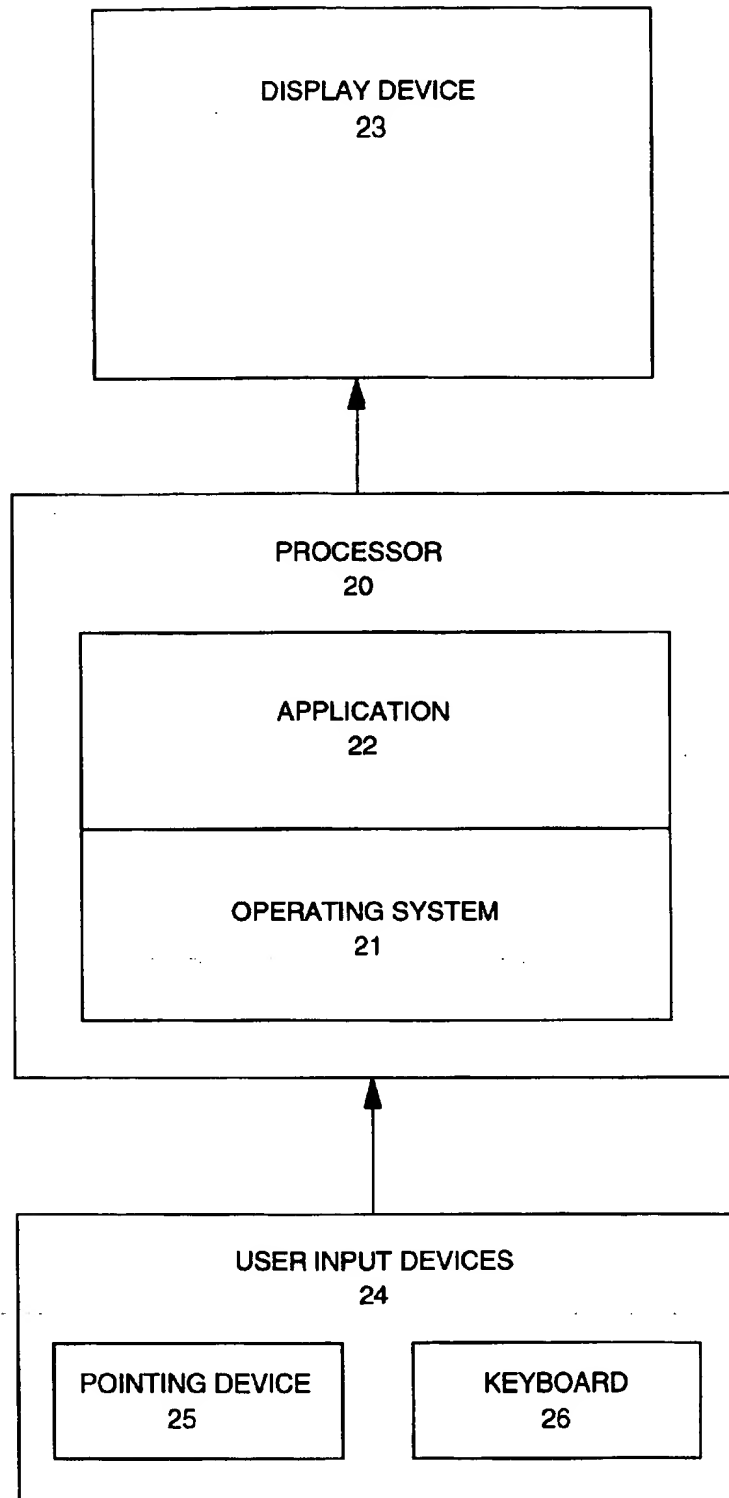 DISPLAY DEVICE
23
PROCESSOR
20
APPLICATION
22
OPERATING SYSTEM
21
USER INPUT DEVICES
24
POINTING DEVICE
25
KEYBOARD
26